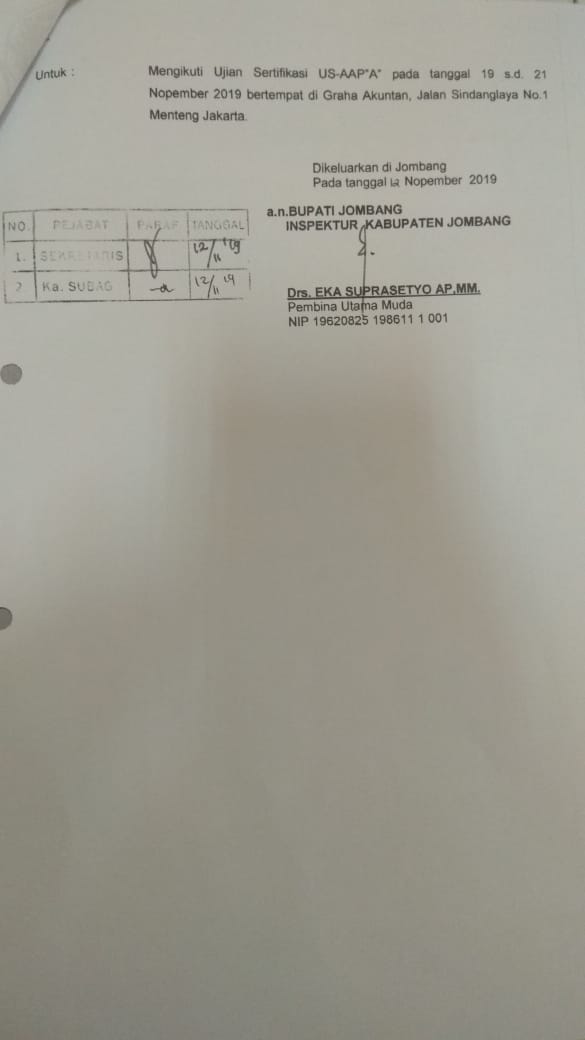 Untuk :
Mengikuti Ujian Sertifikasi US-AAP"A" pada tanggal 19 s.d. 21
Nopember 2019 bertempat di Graha Akuntan, Jalan Sindanglaya No.1
Menteng Jakarta.
Dikeluarkan di Jombang
Pada tanggal 12 Nopember 2019
a.n.BUPATI JOMBANG
INSPEKTUR KABUPATEN JOMBANG
NO. PEJABAT PARAF TANGGAL
1. SEKRETARIS 12/11 '19
2 Ka. SUBAG 12/11 19
Drs. EKA SUPRASETYO AP,MM.
Pembina Utama Muda
NIP 19620825 198611 1 001